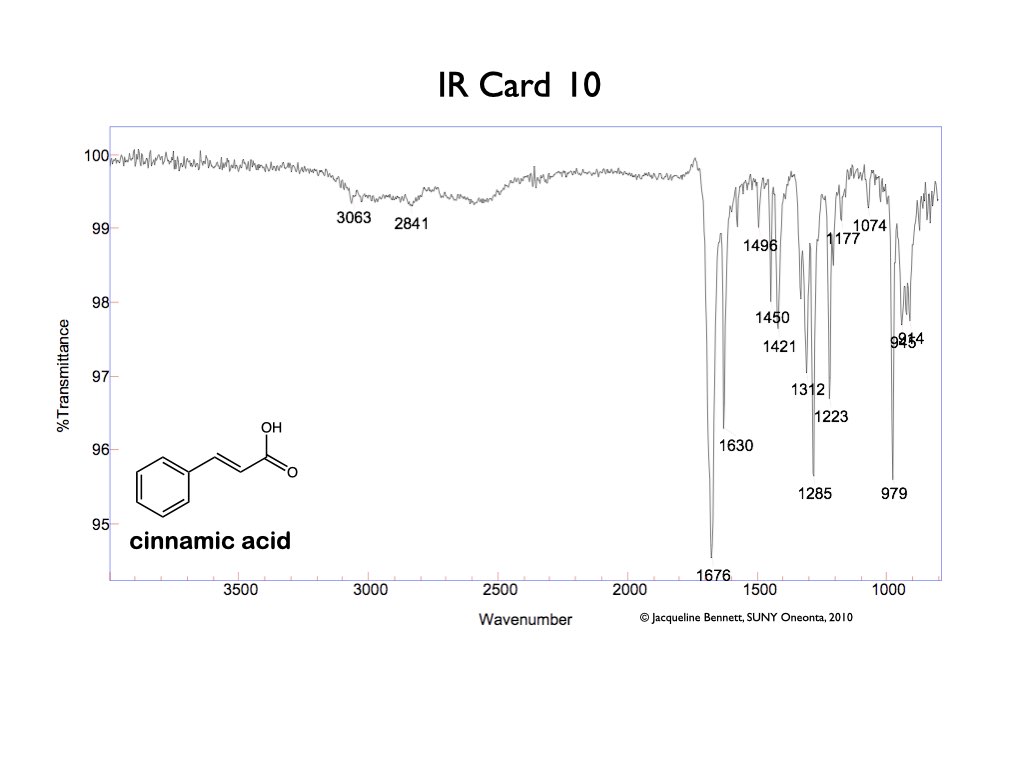 IR Card 10
100
99
98
97
96
95
%Transmittance
3063
2841
1676
1630
1496
1450
1421
1312
1285
1223
1177
1074
979
945
914
OH
O
cinnamic acid
3500 3000 2500 2000 1500 1000
Wavenumber
© Jacqueline Bennett, SUNY Oneonta, 2010